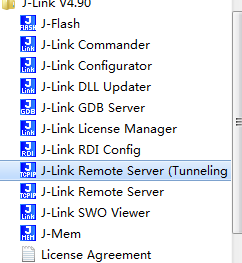 J-Link V4.90
J-Flash
J-Link Commander
J-Link Configurator
J-Link DLL Updater
J-Link GDB Server
J-Link License Manager
J-Link RDI Config
J-Link Remote Server (Tunneling
J-Link Remote Server
J-Link SWO Viewer
J-Mem
License Agreement